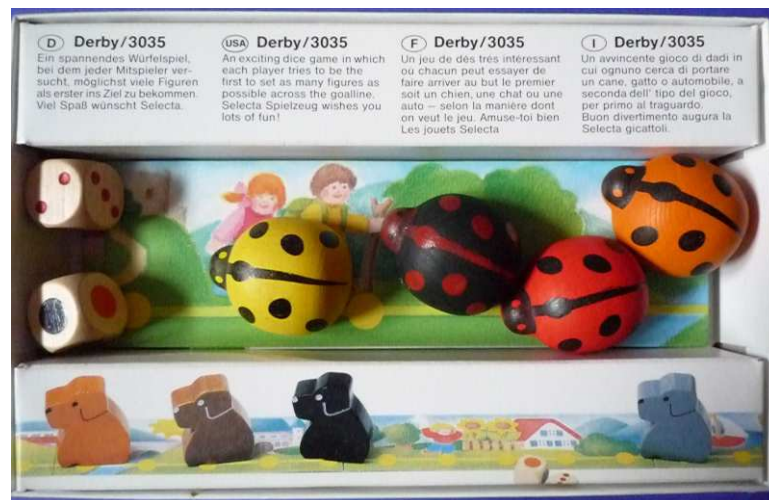 D Derby/3035
Ein spannendes Würfelspiel,
bei dem jeder Mitspieler ver-
sucht, möglichst viele Figuren
als erster ins Ziel zu bekommen.
Viel Spaß wünscht Selecta.
USA Derby/3035
An exciting dice game in which
each player tries to be the
first to set as many figures as
possible across the goalline.
Selecta Spielzeug wishes you
lots of fun!
F Derby/3035
Un jeu de dés très intéressant
où chacun peut essayer de
faire arriver au but le premier
soit un chien, une chat ou une
auto – selon la manière dont
on veut le jeu. Amuse-toi bien
Les jouets Selecta
I Derby/3035
Un avvincente gioco di dadi in
cui ognuno cerca di portare
un cane, gatto o automobile, a
seconda dell' tipo del gioco,
per primo al traguardo.
Buon divertimento augura la
Selecta gicattoli.